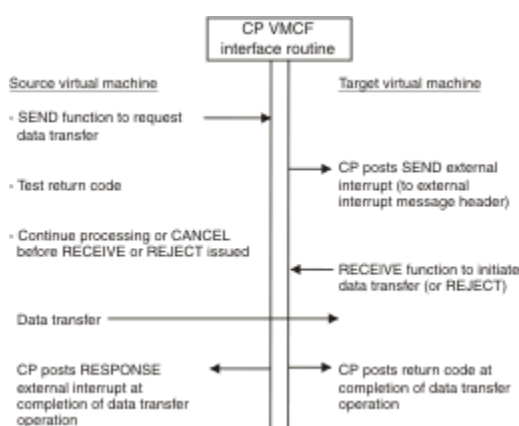 CP VMCF
interface routine
Source virtual machine
Target virtual machine
- SEND function to request
data transfer
CP posts SEND external
interrupt (to external
interrupt message header)
- Test return code
- Continue processing or CANCEL
before RECEIVE or REJECT issued
RECEIVE function to initiate
data transfer (or REJECT)
Data transfer
CP posts RESPONSE
external interrupt at
completion of data transfer
operation
CP posts return code at
completion of data transfer
operation